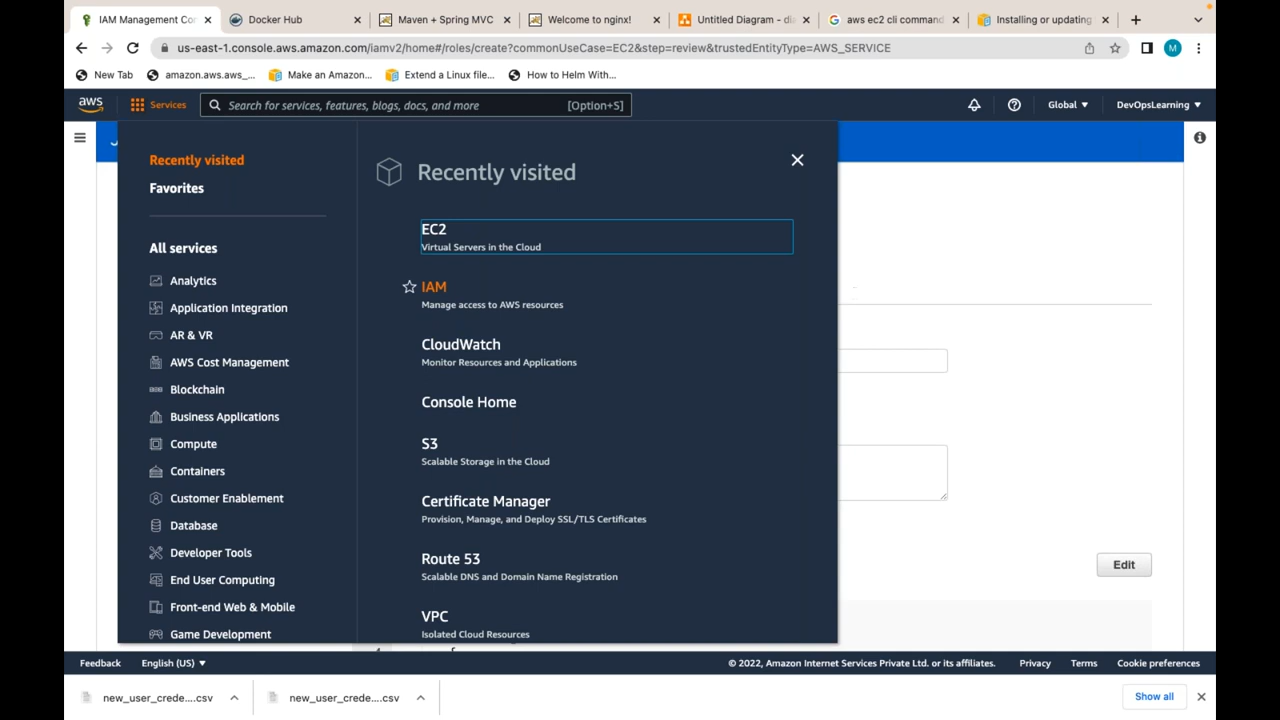 IAM Management Con
Docker Hub
Maven + Spring MVC
Welcome to nginx!
Untitled Diagram - dia
aws ec2 cli command
Installing or updating
us-east-1.console.aws.amazon.com/iamv2/home#/roles/create?commonUseCase=EC2&step=review&trustedEntityType=AWS_SERVICE
M
New Tab
amazon.aws.aws_...
Make an Amazon...
Extend a Linux file...
How to Helm With...
aws
Services
Search for services, features, blogs, docs, and more
[Option+S]
Global
DevOpsLearning
Recently visited
Favorites
All services
Analytics
Application Integration
AR & VR
AWS Cost Management
Blockchain
Business Applications
Compute
Containers
Customer Enablement
Database
Developer Tools
End User Computing
Front-end Web & Mobile
Game Development
Recently visited
EC2
Virtual Servers in the Cloud
IAM
Manage access to AWS resources
CloudWatch
Monitor Resources and Applications
Console Home
S3
Scalable Storage in the Cloud
Certificate Manager
Provision, Manage, and Deploy SSL/TLS Certificates
Route 53
Scalable DNS and Domain Name Registration
VPC
Isolated Cloud Resources
Edit
Feedback
English (US)
© 2022, Amazon Internet Services Private Ltd. or its affiliates.
Privacy
Terms
Cookie preferences
new_user_crede....csv
new_user_crede....csv
Show all